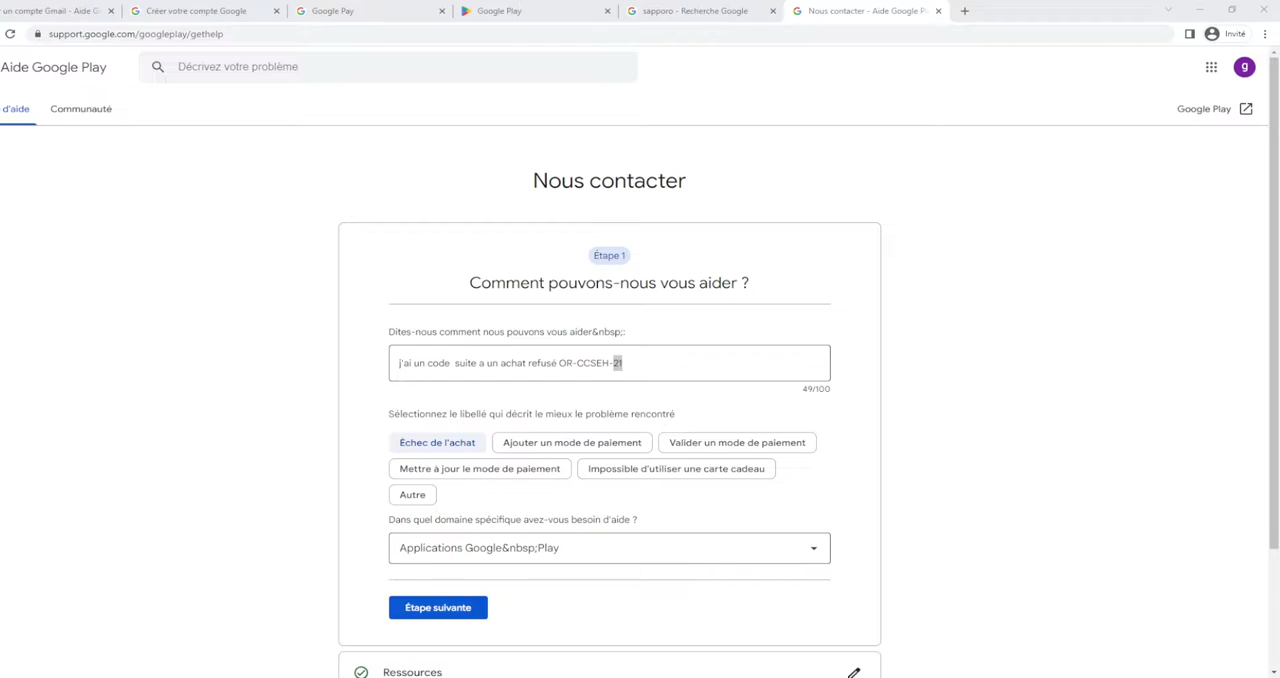 un compte Gmail - Aide G
Créer votre compte Google
Google Pay
Google Play
sapporo - Recherche Google
Nous contacter - Aide Google Pl
support.google.com/googleplay/gethelp
Invité
Aide Google Play
Décrivez votre problème
g
d'aide
Communauté
Google Play
Nous contacter
Étape 1
Comment pouvons-nous vous aider ?
Dites-nous comment nous pouvons vous aider&nbsp;:
j'ai un code  suite a un achat refusé OR-CCSEH-21
49/100
Sélectionnez le libellé qui décrit le mieux le problème rencontré
Échec de l'achat
Ajouter un mode de paiement
Valider un mode de paiement
Mettre à jour le mode de paiement
Impossible d'utiliser une carte cadeau
Autre
Dans quel domaine spécifique avez-vous besoin d'aide ?
Applications Google&nbsp;Play
Étape suivante
Ressources